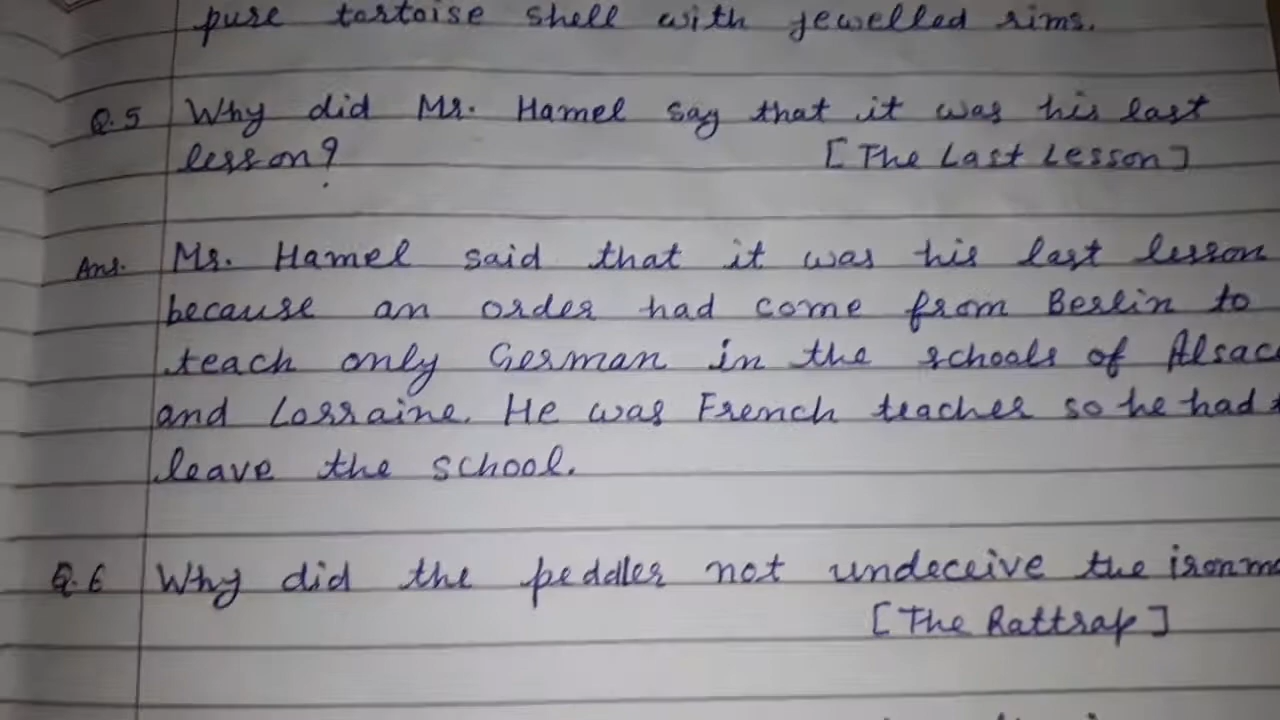 pure tortoise shell with jewelled rims.
Q.5 Why did Mr. Hamel say that it was his last
lesson? [The Last Lesson]
Ans. Mr. Hamel said that it was his last lesson
because an order had come from Berlin to
teach only German in the schools of Alsac
and Lorraine. He was French teacher so he had
leave the school.
Q.6 Why did the peddler not undeceive the ironma
[The Rattrap]